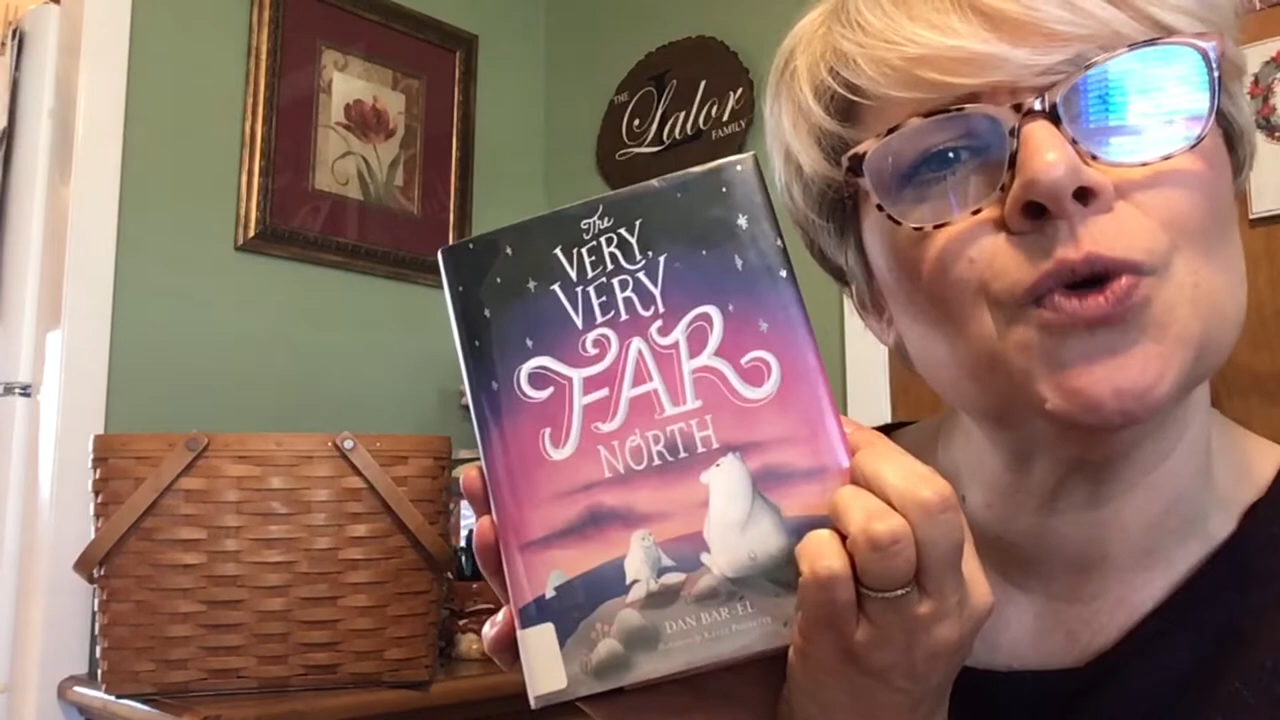 THE
Lalor
FAMILY
The
VERY,
VERY
FAR
NORTH
DAN BAR-EL